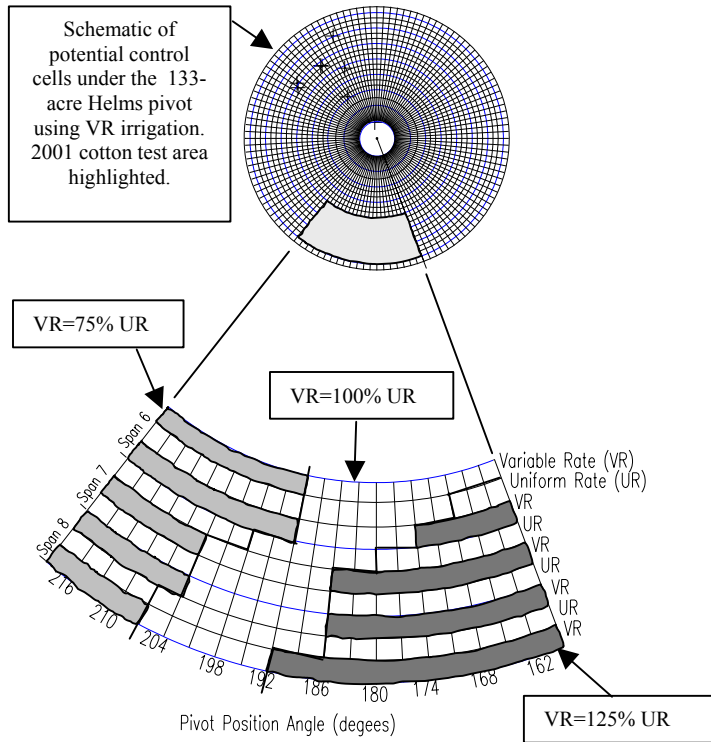 Schematic of
potential control
cells under the 133-
acre Helms pivot
using VR irrigation.
2001 cotton test area
highlighted.
VR=75% UR
VR=100% UR
Span 6
Span 7
Span 8
Variable Rate (VR)
Uniform Rate (UR)
VR
UR
VR
UR
VR
UR
VR
216
210
204
198
192
186
180
174
168
162
Pivot Position Angle (degees)
VR=125% UR